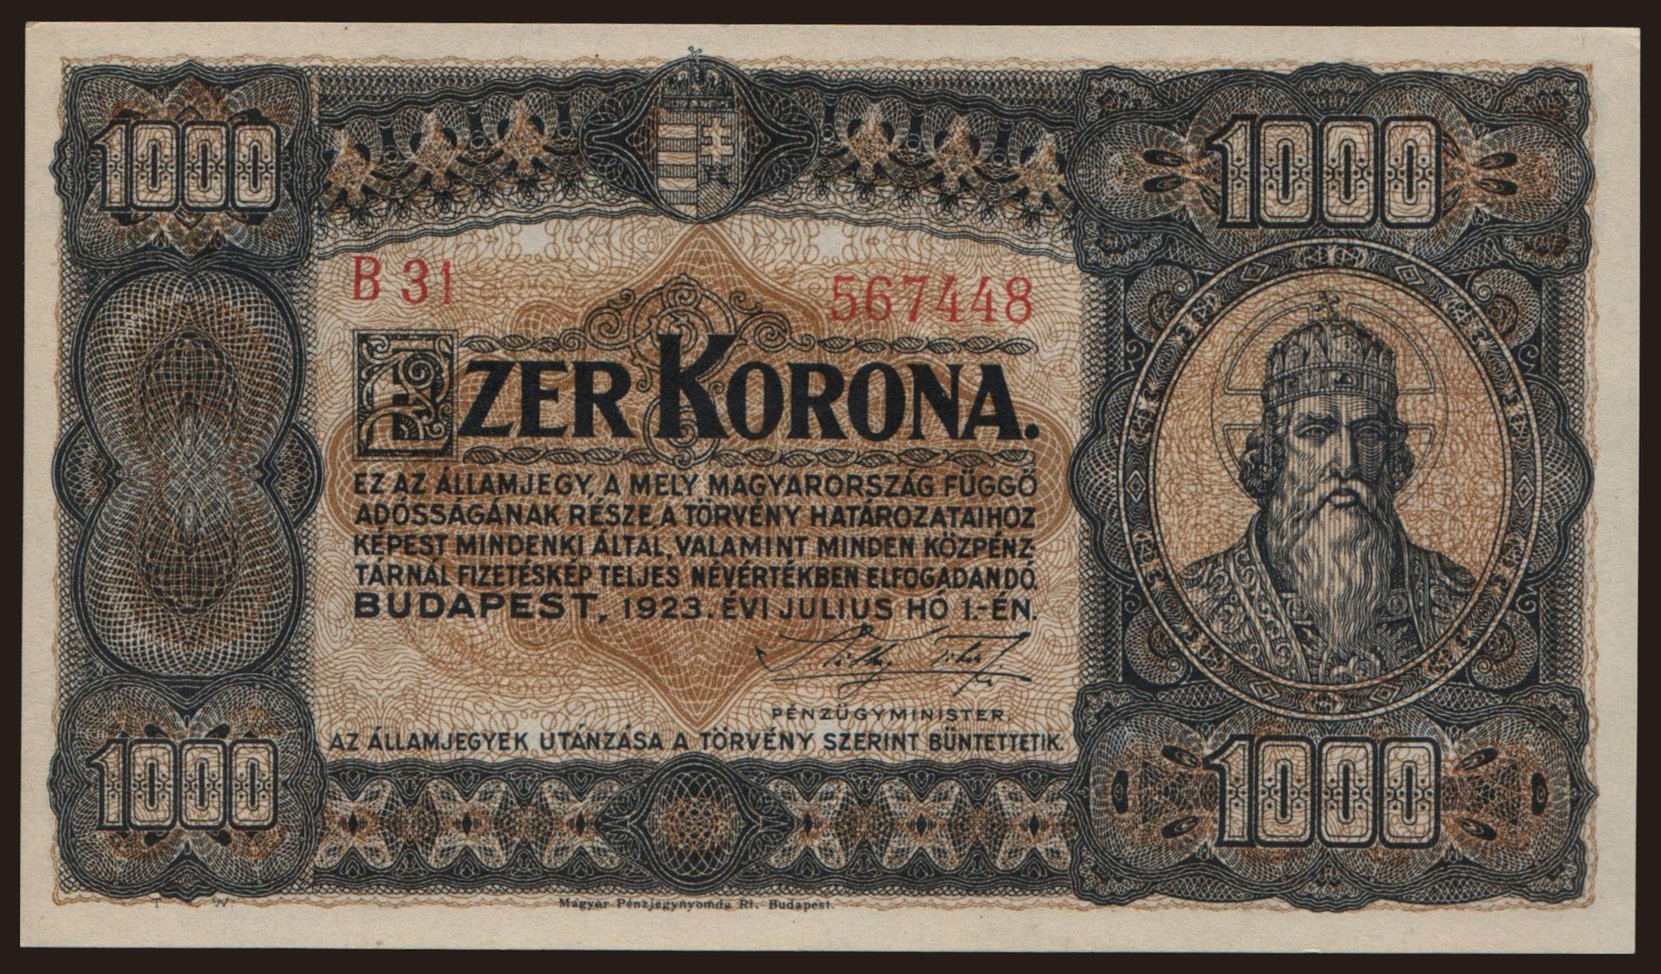 1000
1000
B 31
567448
EZER KORONA.
EZ AZ ÁLLAMJEGY, A MELY MAGYARORSZÁG FÜGGŐ
ADÓSSÁGÁNAK RÉSZE, A TÖRVÉNY HATÁROZATAIHOZ
KÉPEST MINDENKI ÁLTAL, VALAMINT MINDEN KÖZPÉNZ-
TÁRNÁL FIZETÉSKÉP TELJES NÉVÉRTÉKBEN ELFOGADANDÓ.
BUDAPEST, 1923. ÉVI JULIUS HÓ 1.-ÉN.
PÉNZÜGYMINISTER.
AZ ÁLLAMJEGYEK UTÁNZÁSA A TÖRVÉNY SZERINT BÜNTETTETIK.
1000
1000
Magyar Pénzjegynyomda Rt. Budapest.